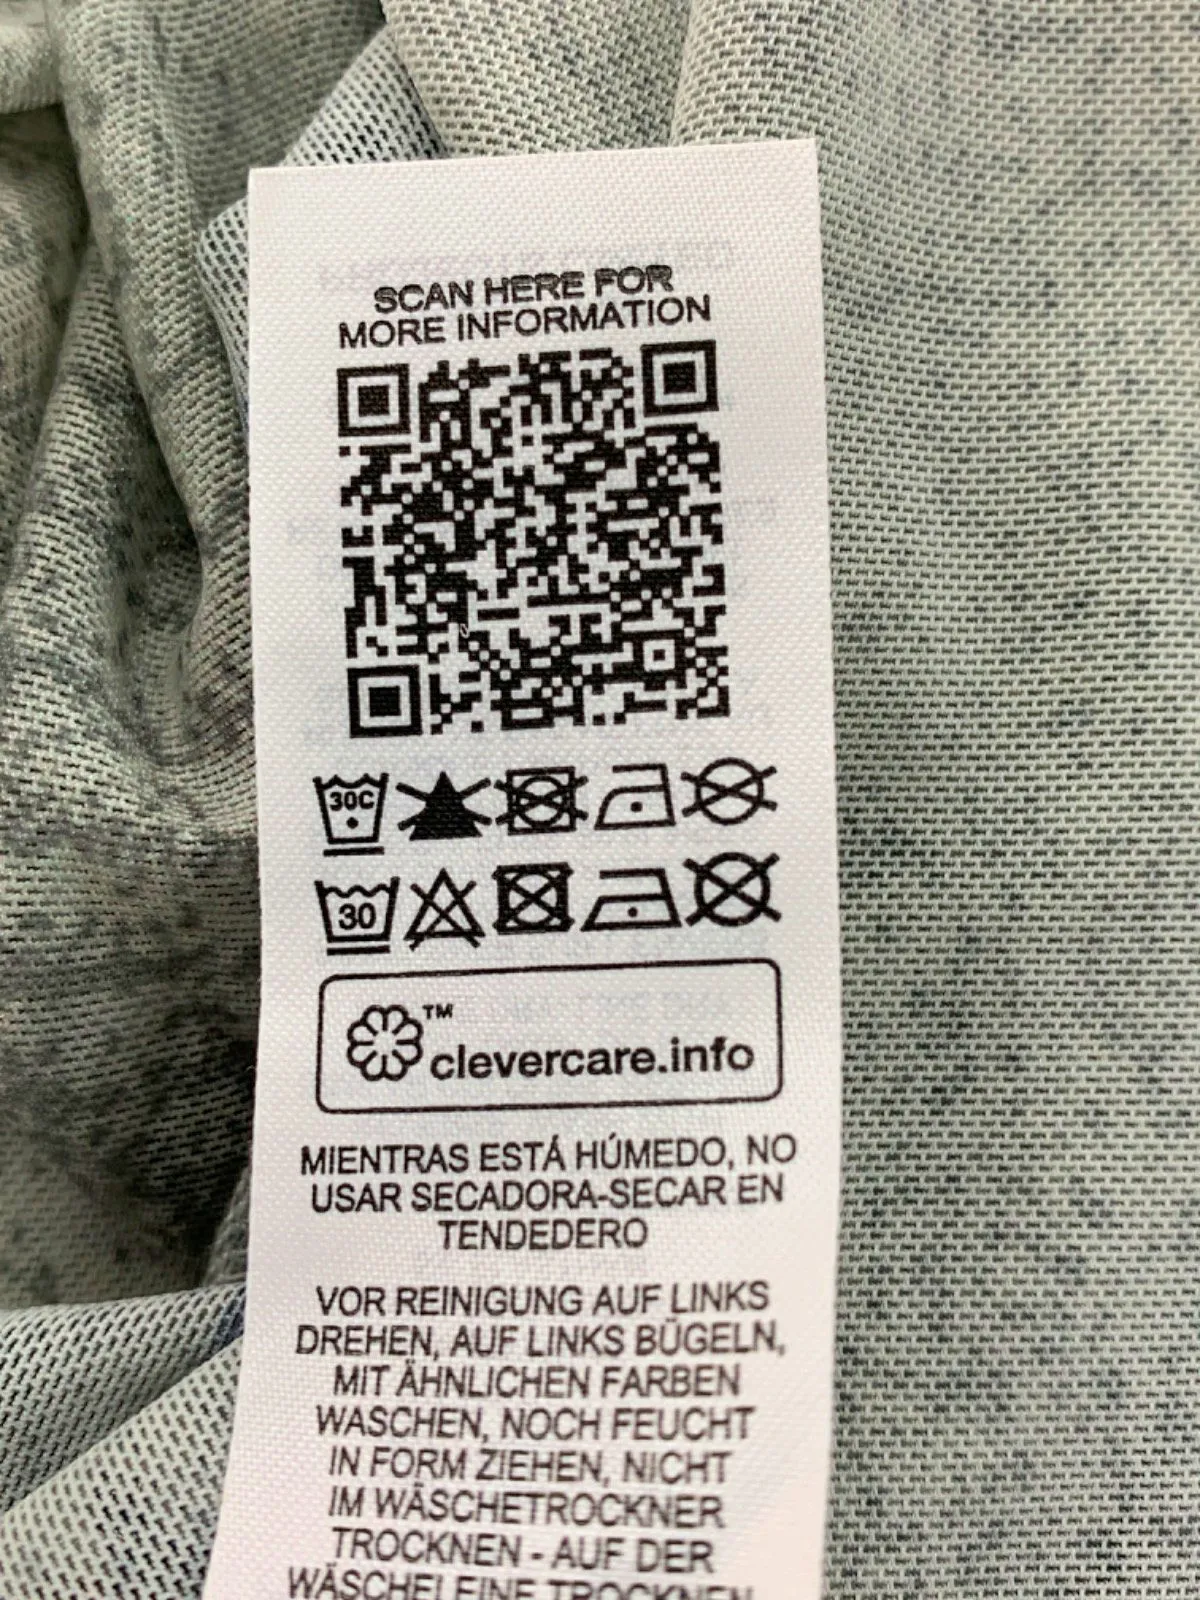 SCAN HERE FOR
MORE INFORMATION
30C
30
™
clevercare.info
MIENTRAS ESTÁ HÚMEDO, NO
USAR SECADORA-SECAR EN
TENDEDERO
VOR REINIGUNG AUF LINKS
DREHEN, AUF LINKS BÜGELN,
MIT ÄHNLICHEN FARBEN
WASCHEN, NOCH FEUCHT
IN FORM ZIEHEN, NICHT
IM WÄSCHETROCKNER
TROCKNEN - AUF DER
WÄSCHELEINE TROCKNEN